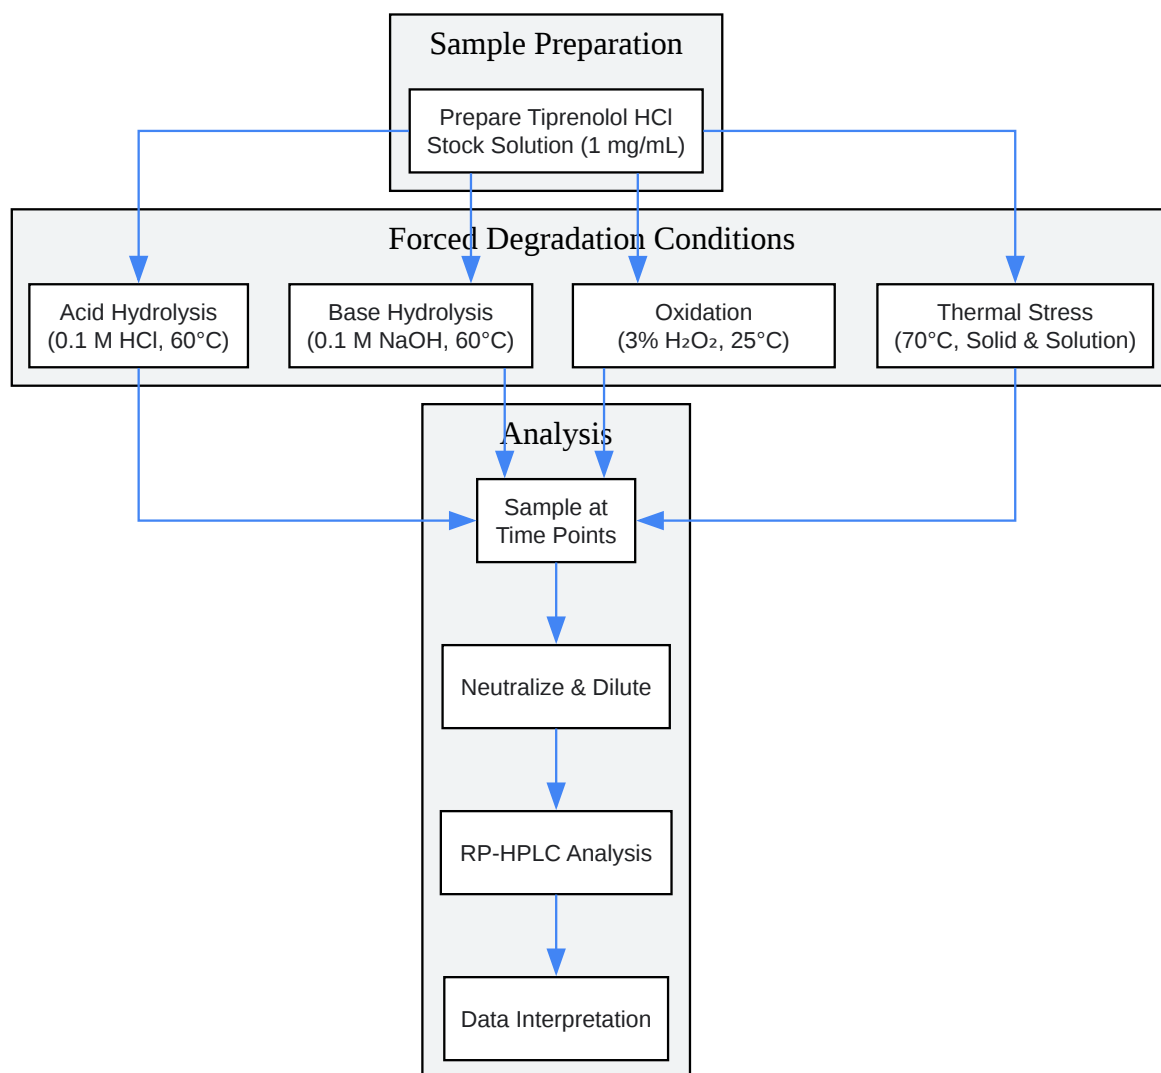 Sample Preparation
Prepare Tiprenolol HCl
Stock Solution (1 mg/mL)
Forced Degradation Conditions
Acid Hydrolysis
(0.1 M HCl, 60°C)
Base Hydrolysis
(0.1 M NaOH, 60°C)
Oxidation
(3% H₂O₂, 25°C)
Thermal Stress
(70°C, Solid & Solution)
Analysis
Sample at
Time Points
Neutralize & Dilute
RP-HPLC Analysis
Data Interpretation